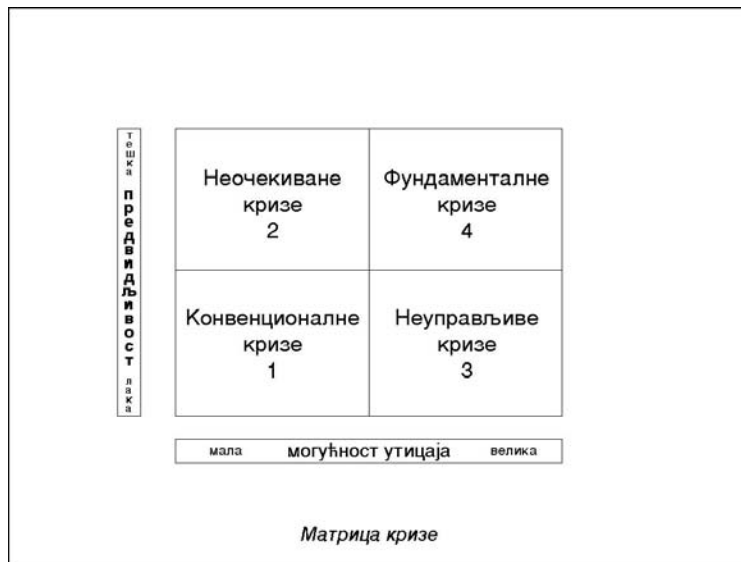 тешка ПРЕДВИДЉИВОСТ лака
Неочекиване
кризе
2
Фундаменталне
кризе
4
Конвенционалне
кризе
1
Неуправљиве
кризе
3
мала могућност утицаја велика
Матрица кризе